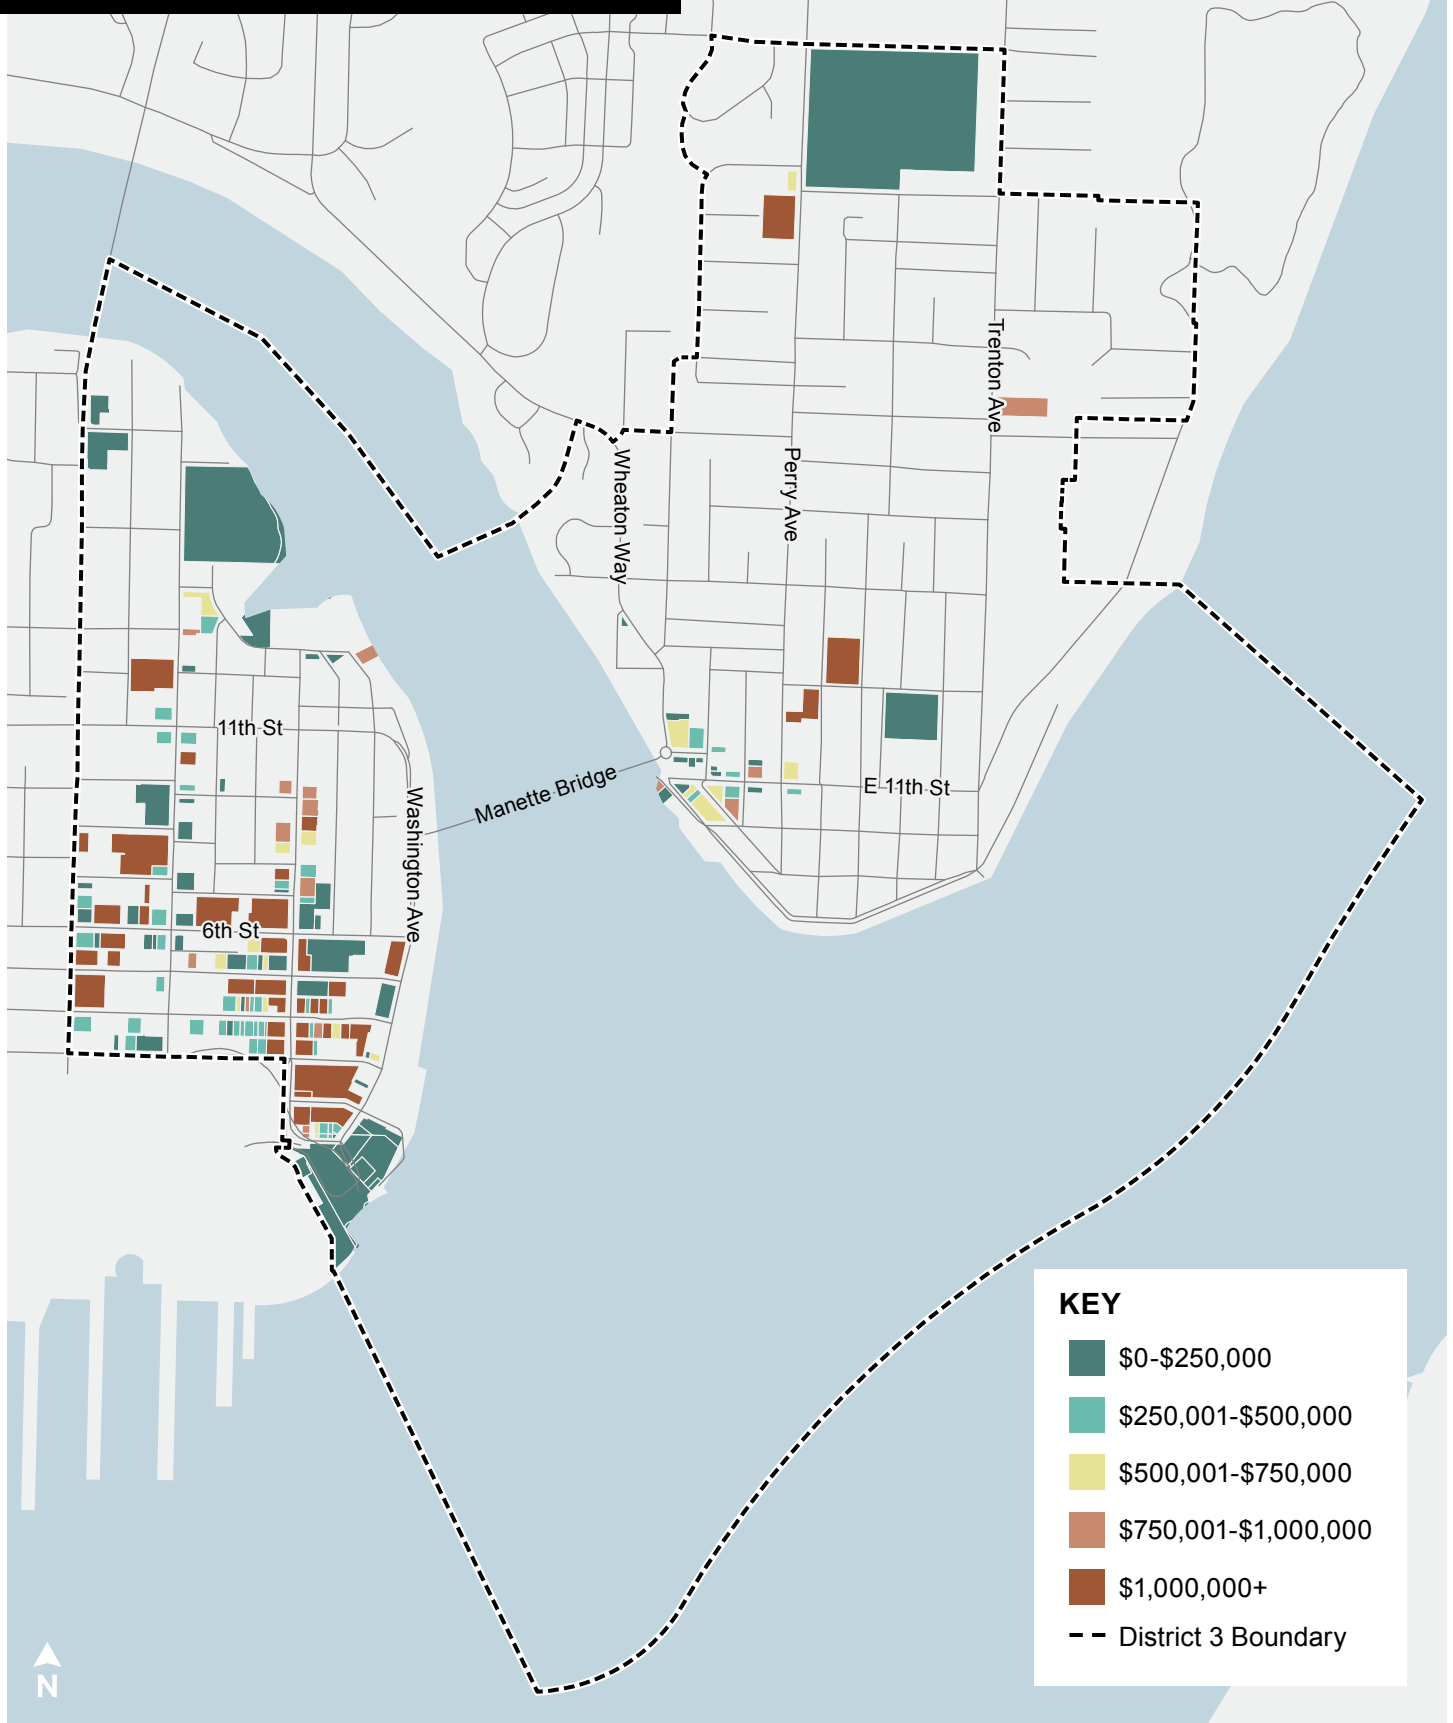 Trenton Ave
Wheaton Way
Perry Ave
11th St
Manette Bridge
E 11th St
Washington Ave
6th St
KEY
$0-$250,000
$250,001-$500,000
$500,001-$750,000
$750,001-$1,000,000
$1,000,000+
District 3 Boundary
N